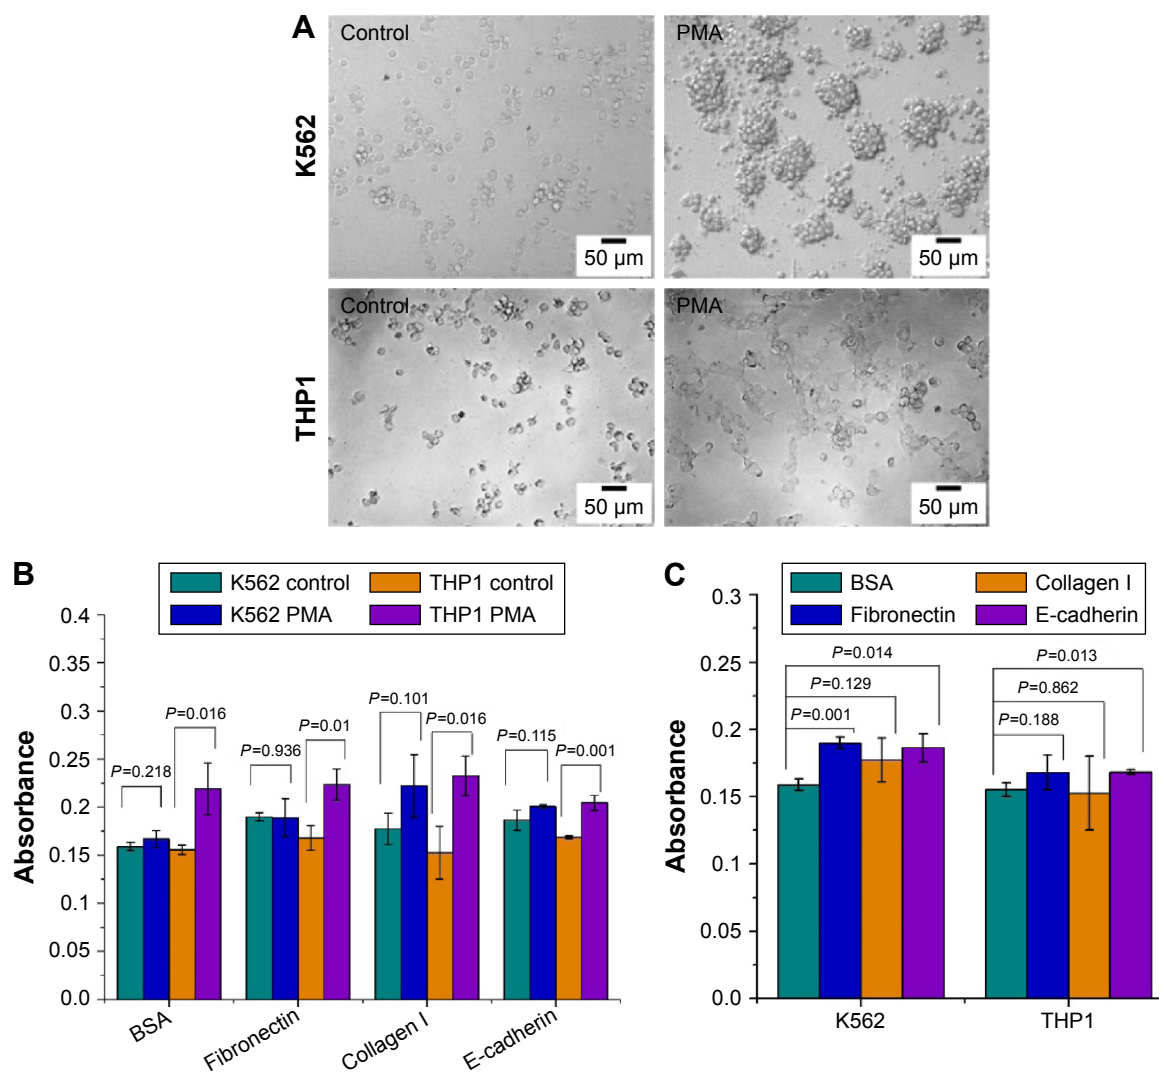 A
Control
PMA
K562
50 µm
50 µm
Control
PMA
THP1
50 µm
50 µm
B
K562 control
THP1 control
K562 PMA
THP1 PMA
Absorbance
0.4
0.35
0.3
0.25
0.2
0.15
0.1
0.05
0.0
P=0.218
P=0.016
P=0.936
P=0.01
P=0.101
P=0.016
P=0.115
P=0.001
BSA
Fibronectin
Collagen I
E-cadherin
C
BSA
Collagen I
Fibronectin
E-cadherin
Absorbance
0.3
0.25
0.20
0.15
0.10
0.05
0.0
P=0.014
P=0.129
P=0.001
P=0.013
P=0.862
P=0.188
K562
THP1